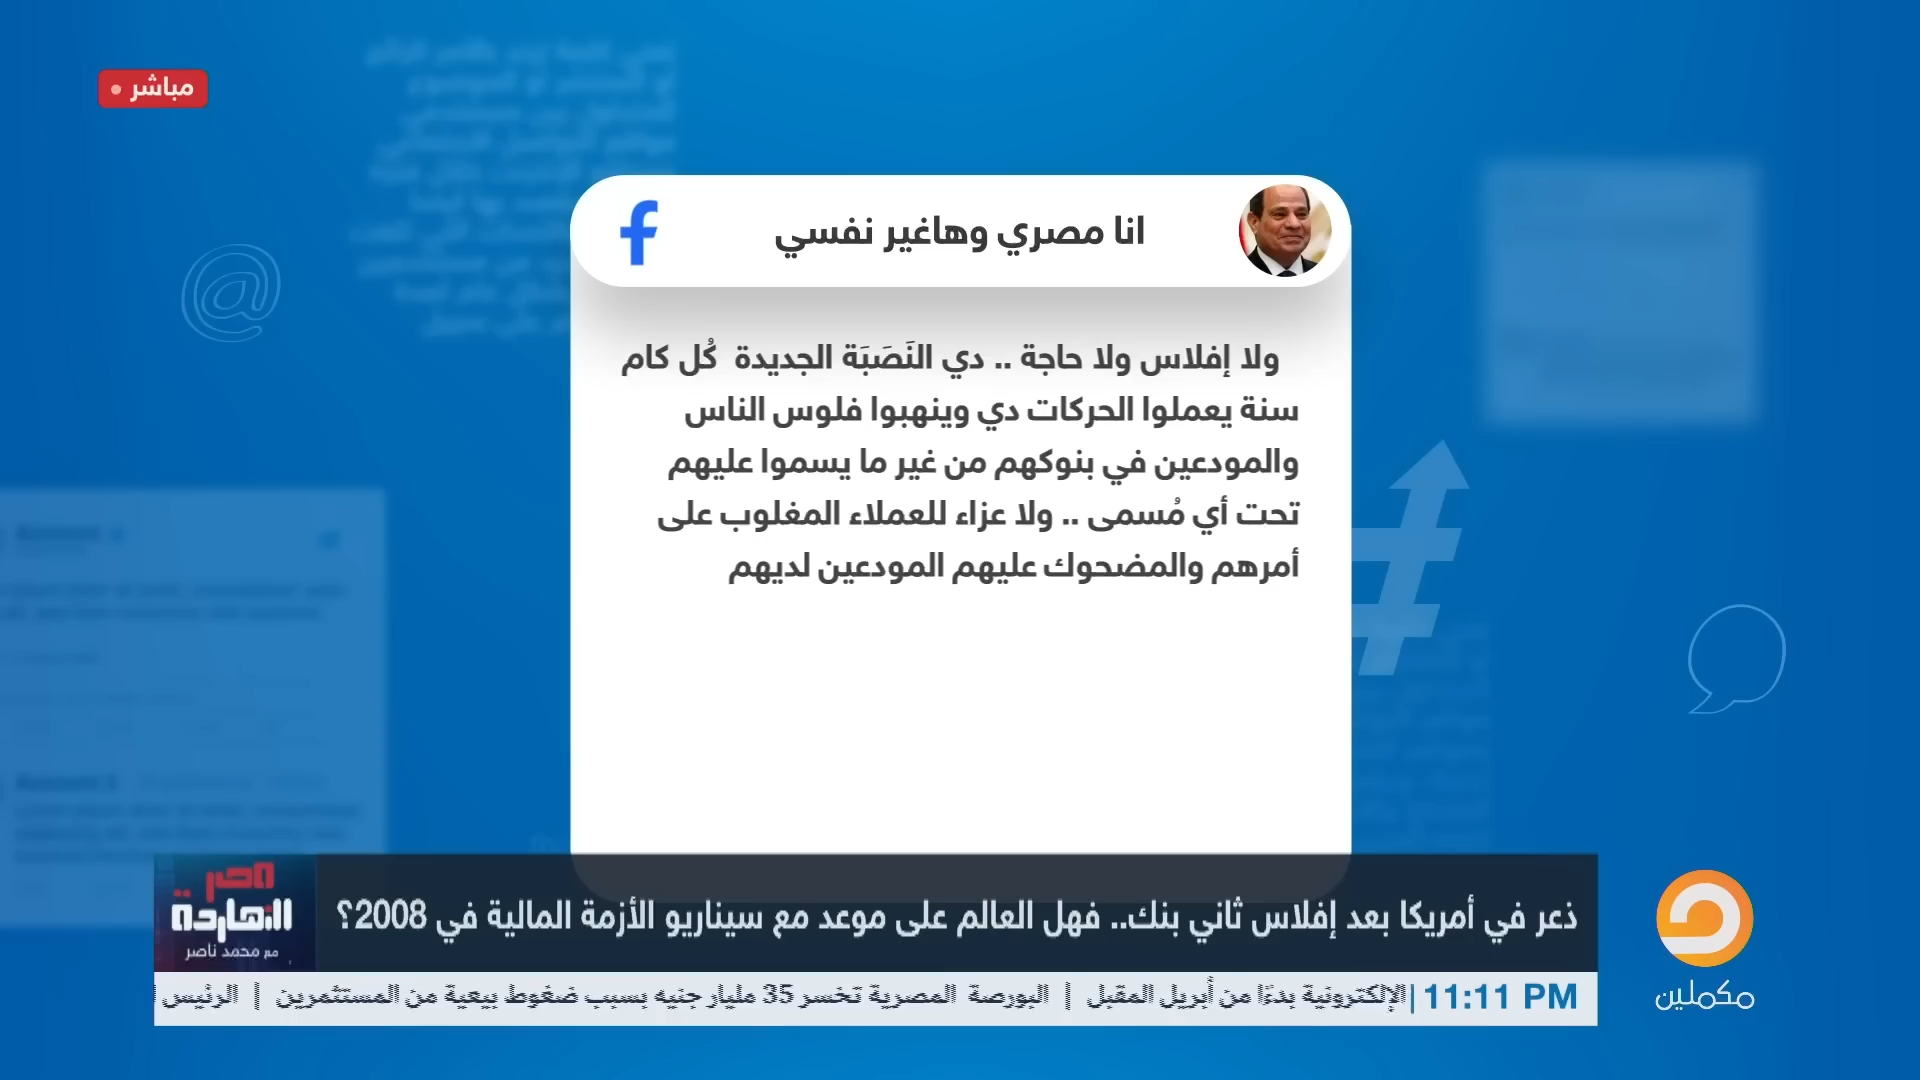 مباشر
انا مصري وهاغير نفسي
ولا إفلاس ولا حاجة .. دي النَصَبَة الجديدة كُل كام
سنة يعملوا الحركات دي وينهبوا فلوس الناس
والمودعين في بنوكهم من غير ما يسموا عليهم
تحت أي مُسمى .. ولا عزاء للعملاء المغلوب على
أمرهم والمضحوك عليهم المودعين لديهم
مصر
النهاردة
مع محمد ناصر
ذعر في أمريكا بعد إفلاس ثاني بنك.. فهل العالم على موعد مع سيناريو الأزمة المالية في 2008؟
11:11 PM
الإلكترونية بدءًا من أبريل المقبل | البورصة المصرية تخسر 35 مليار جنيه بسبب ضغوط بيعية من المستثمرين | الرئيس
مكملين